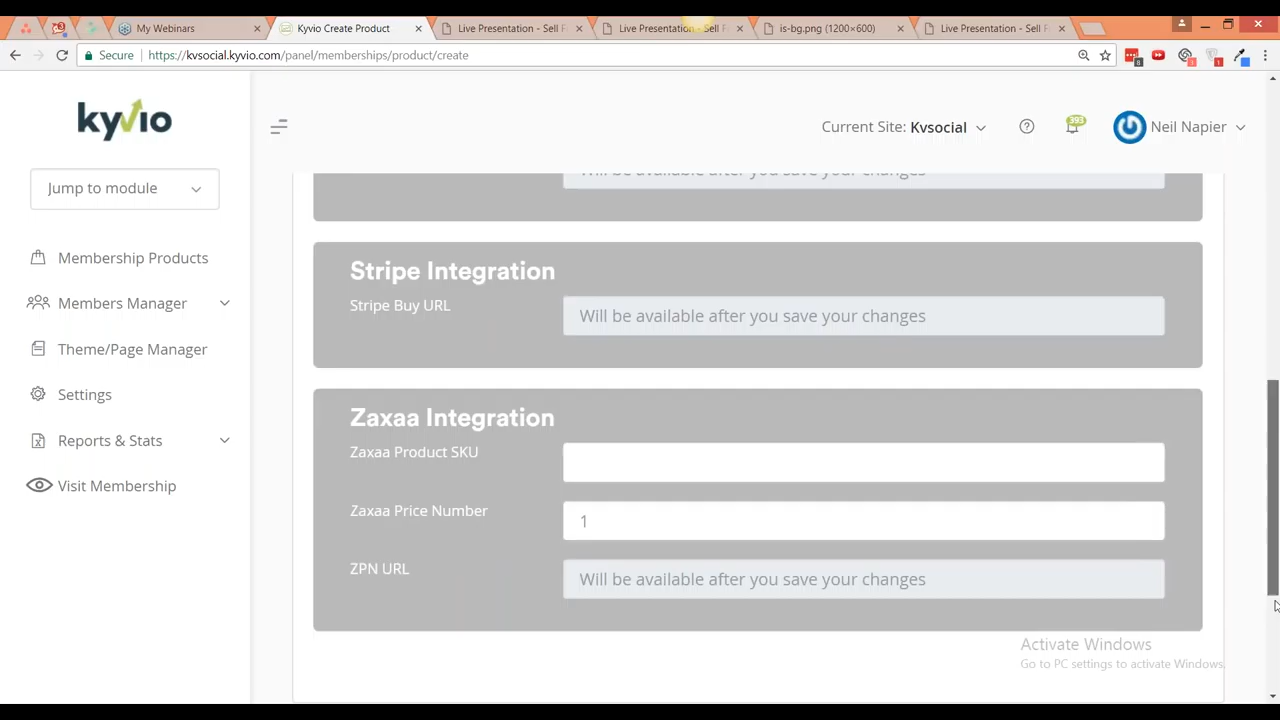 My Webinars
Kyvio Create Product
Live Presentation - Sell F
Live Presentation - Sell F
is-bg.png (1200×600)
Live Presentation - Sell F
Secure
https://kvsocial.kyvio.com/panel/memberships/product/create
kyvio
Current Site: Kvsocial
393
Neil Napier
Jump to module
Membership Products
Members Manager
Theme/Page Manager
Settings
Reports & Stats
Visit Membership
Will be available after you save your changes
Stripe Integration
Stripe Buy URL
Will be available after you save your changes
Zaxaa Integration
Zaxaa Product SKU
Zaxaa Price Number
1
ZPN URL
Will be available after you save your changes
Activate Windows
Go to PC settings to activate Windows.